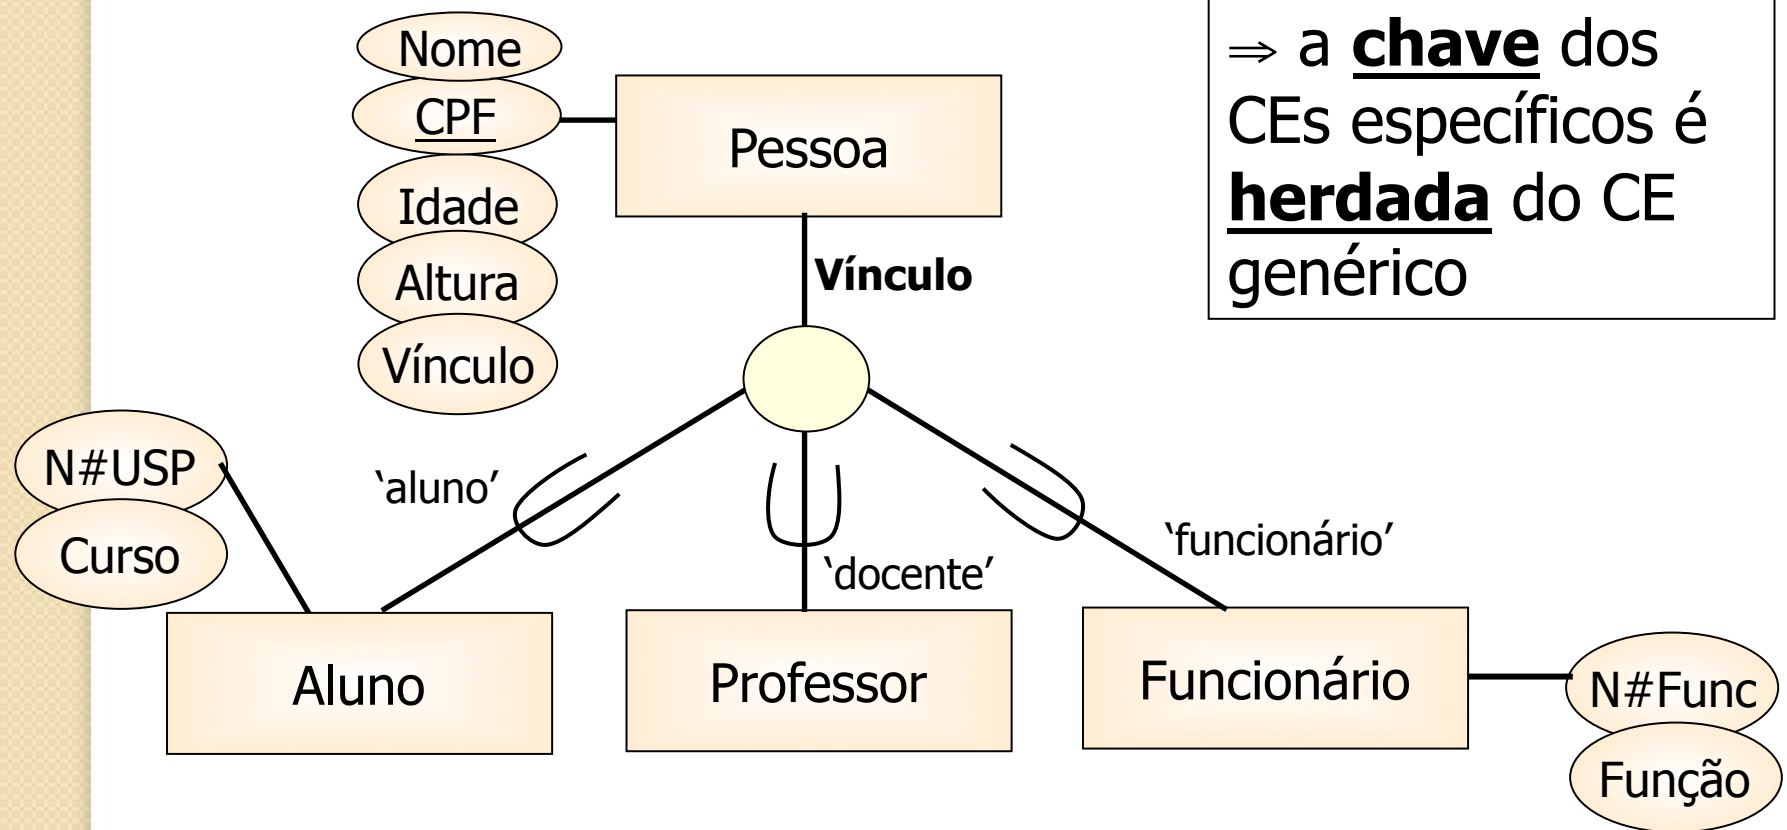 Nome
CPF
Idade
Altura
Vínculo
Pessoa
Vínculo
⇒ a chave dos
CEs específicos é
herdada do CE
genérico
N#USP
Curso
‘aluno’
‘docente’
‘funcionário’
Aluno
Professor
Funcionário
N#Func
Função